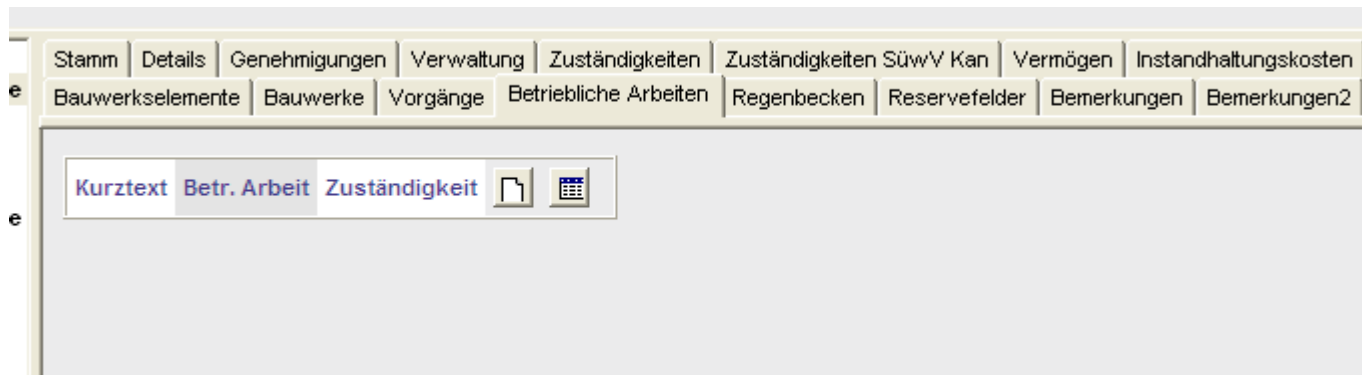 Stamm Details Genehmigungen Verwaltung Zuständigkeiten Zuständigkeiten SüwV Kan Vermögen Instandhaltungskosten
e Bauwerkselemente Bauwerke Vorgänge Betriebliche Arbeiten Regenbecken Reservefelder Bemerkungen Bemerkungen2
Kurztext Betr. Arbeit Zuständigkeit
e